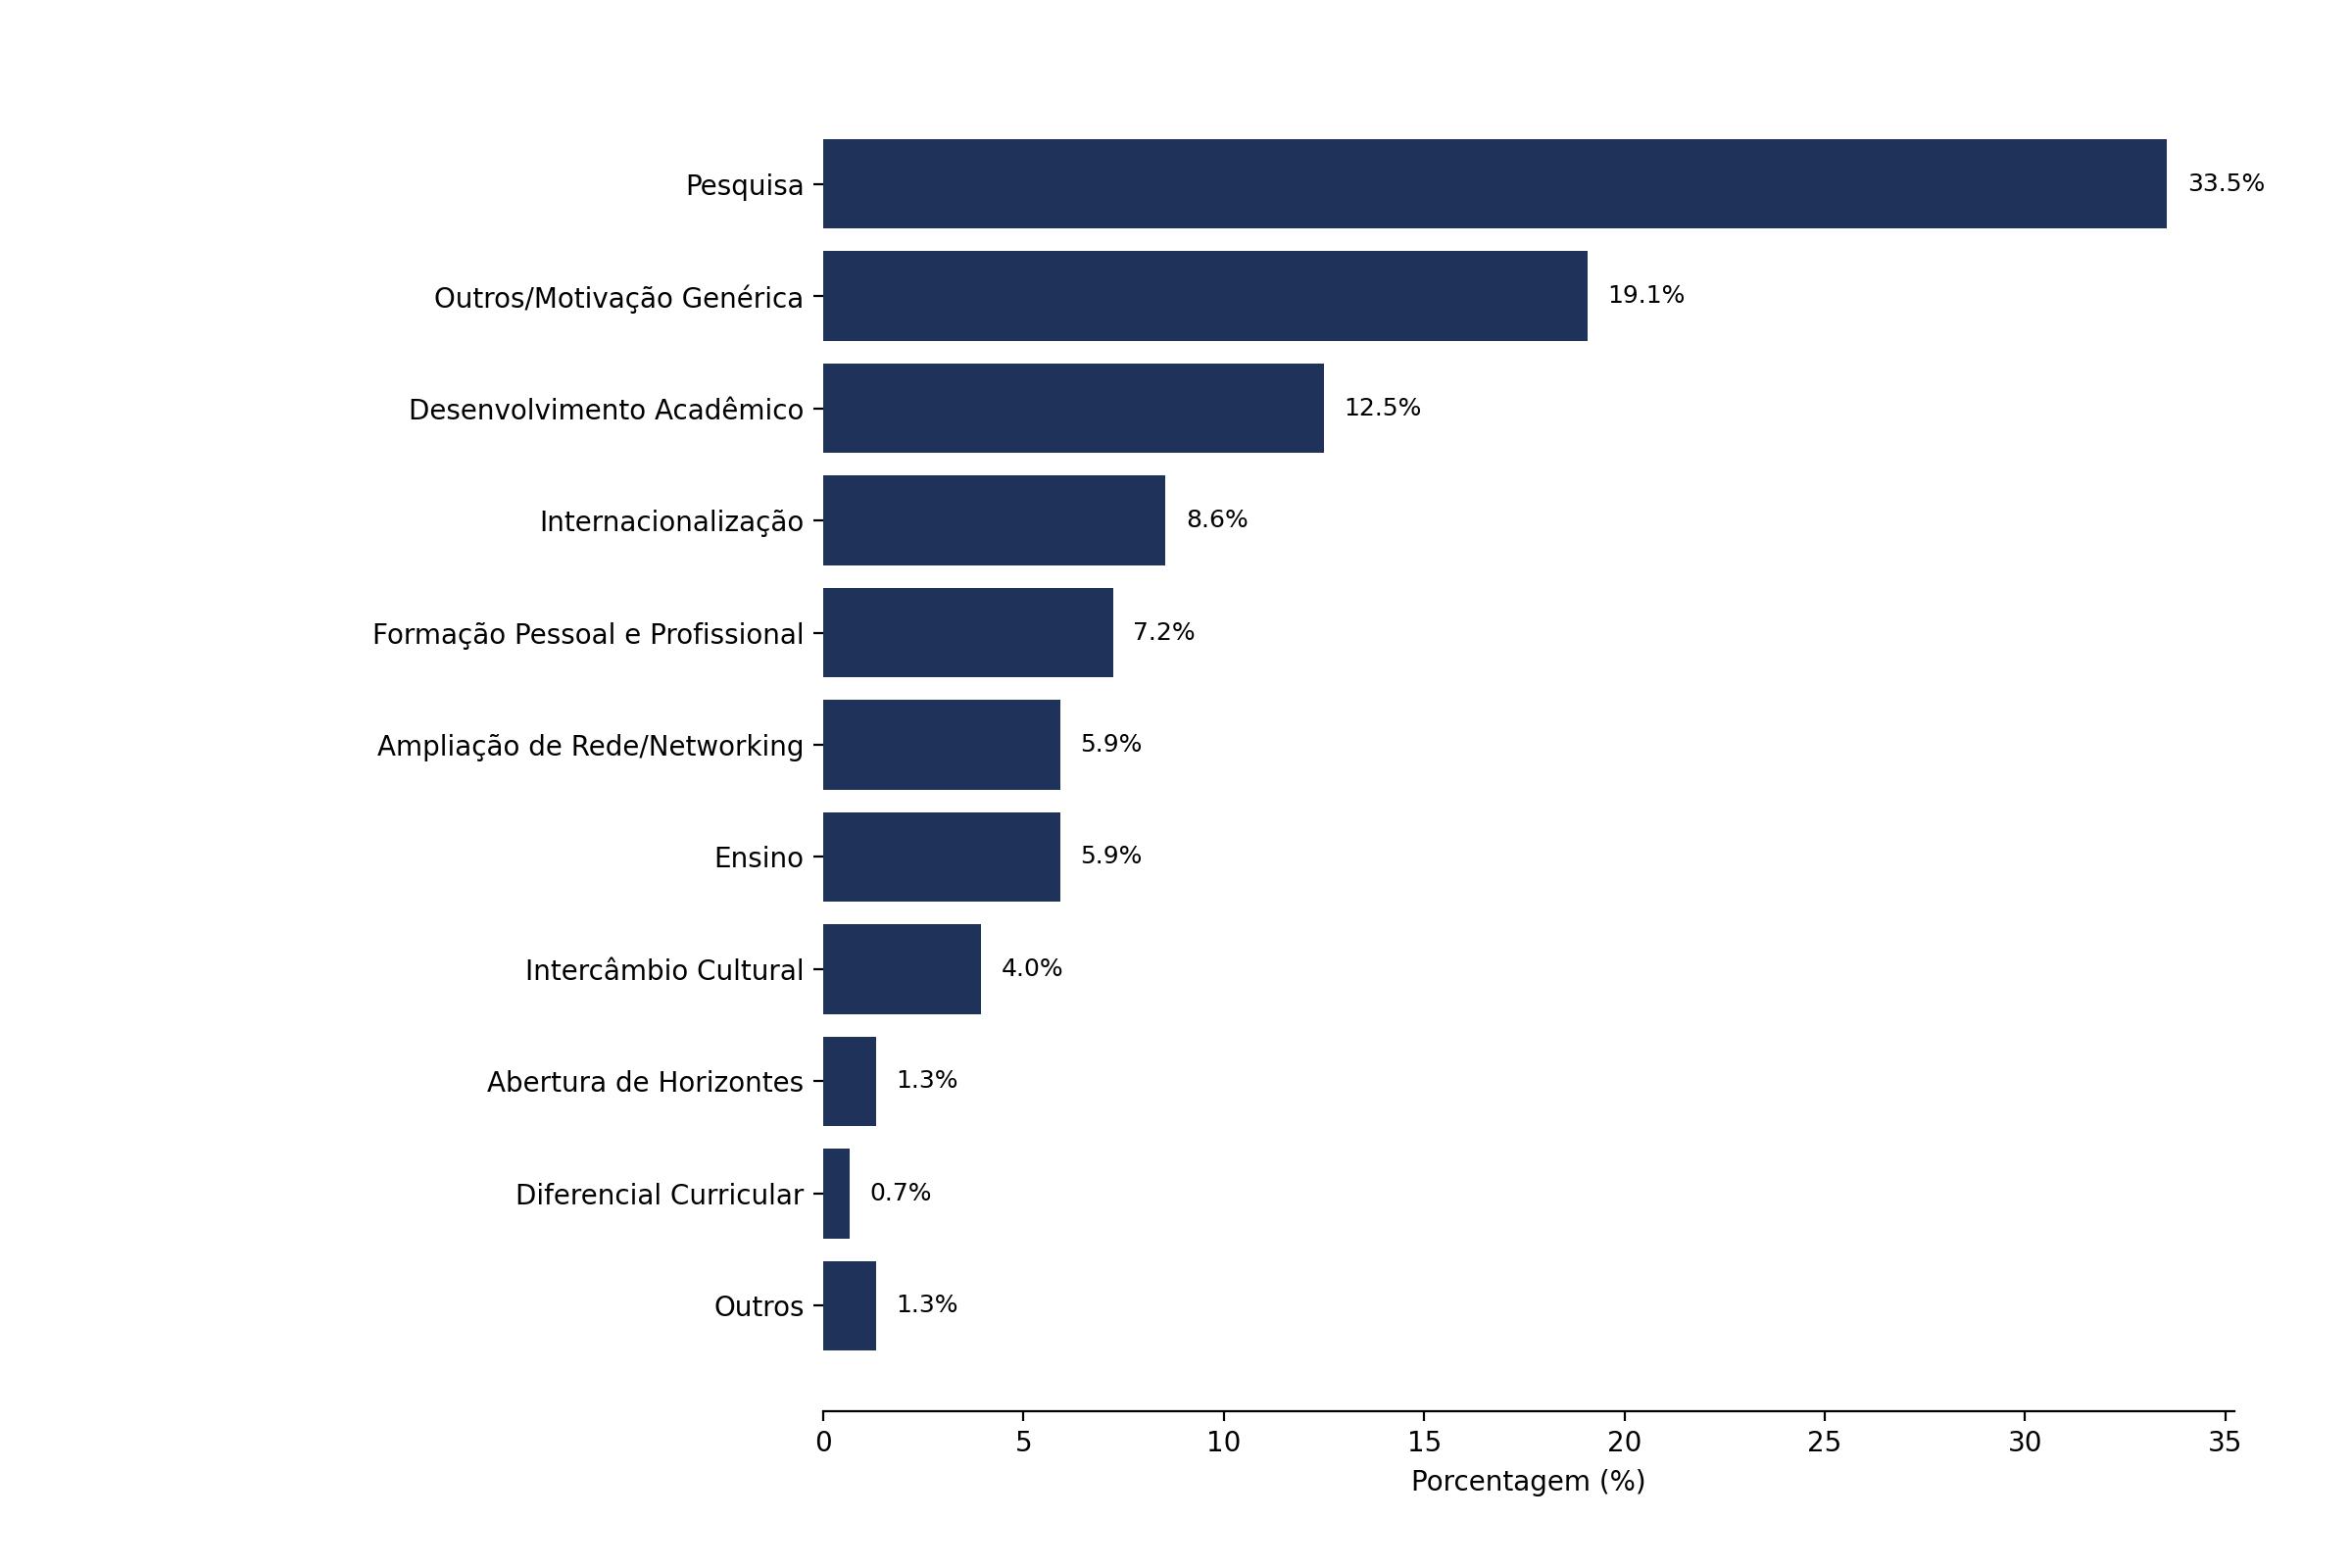 Pesquisa 33.5%
Outros/Motivação Genérica 19.1%
Desenvolvimento Acadêmico 12.5%
Internacionalização 8.6%
Formação Pessoal e Profissional 7.2%
Ampliação de Rede/Networking 5.9%
Ensino 5.9%
Intercâmbio Cultural 4.0%
Abertura de Horizontes 1.3%
Diferencial Curricular 0.7%
Outros 1.3%
0 5 10 15 20 25 30 35
Porcentagem (%)